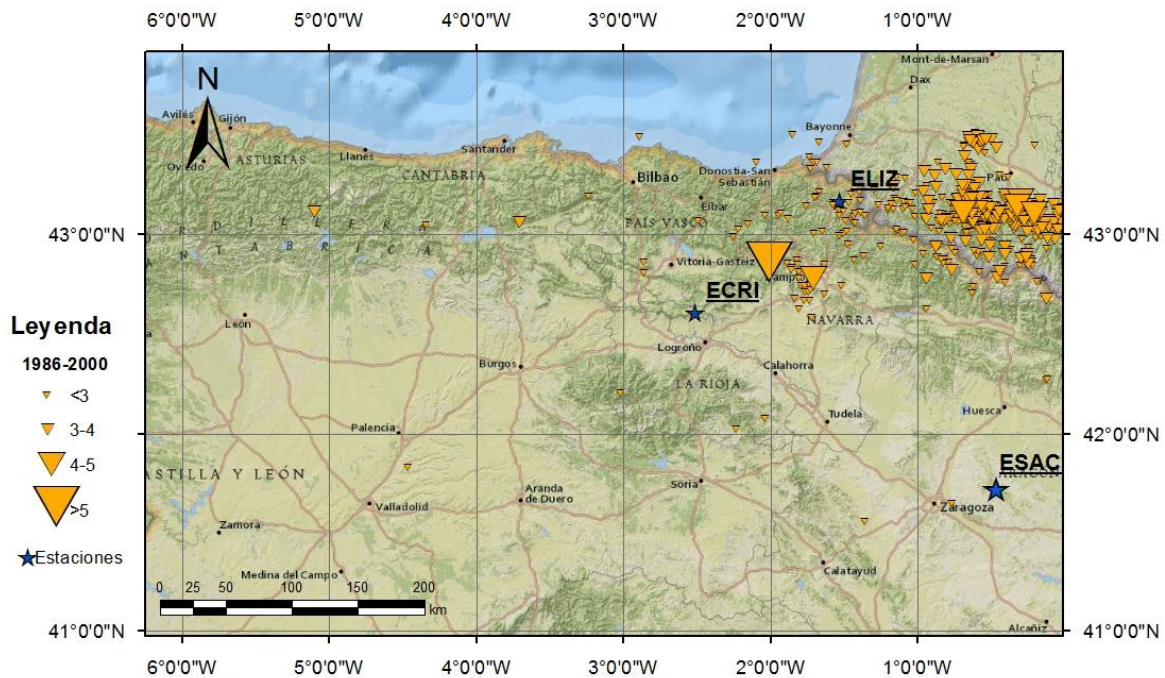 6°0'0"W 5°0'0"W 4°0'0"W 3°0'0"W 2°0'0"W 1°0'0"W
N
Mont-de-Marsan
Dax
Avilés
Gijón
Bayonne
Oviedo
ASTURIAS
Llanes
Santander
CANTABRIA
Bilbao
Donostia-San
Sebastián
ELIZ
Pau
Eibar
PAÍS VASCO
43°0'0"N
43°0'0"N
Vitoria-Gasteiz
ECRI
NAVARRA
León
Logroño
Burgos
Calahorra
LA RIOJA
Huesca
Tudela
Palencia
42°0'0"N
42°0'0"N
ASTILLA Y LEÓN
ESAC
Soria
Aranda
de Duero
Valladolid
Zaragoza
Zamora
Calatayud
Medina del Campo
Alcañiz
0 25 50 100 150 200
km
41°0'0"N
41°0'0"N
6°0'0"W 5°0'0"W 4°0'0"W 3°0'0"W 2°0'0"W 1°0'0"W
Leyenda
1986-2000
<3
3-4
4-5
>5
Estaciones